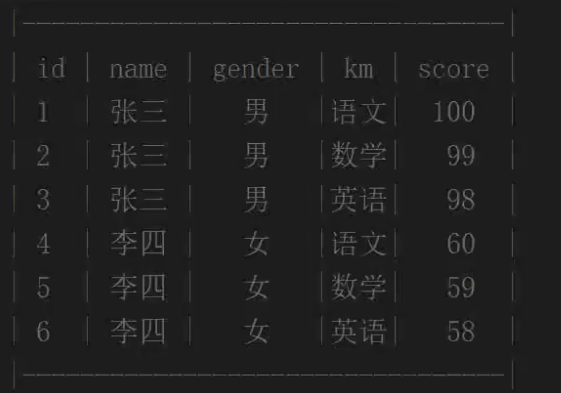 |---------------------------------|
| id | name | gender | km | score |
| 1 | 张三 | 男 |语文| 100 |
| 2 | 张三 | 男 |数学| 99 |
| 3 | 张三 | 男 |英语| 98 |
| 4 | 李四 | 女 |语文| 60 |
| 5 | 李四 | 女 |数学| 59 |
| 6 | 李四 | 女 |英语| 58 |
|---------------------------------|